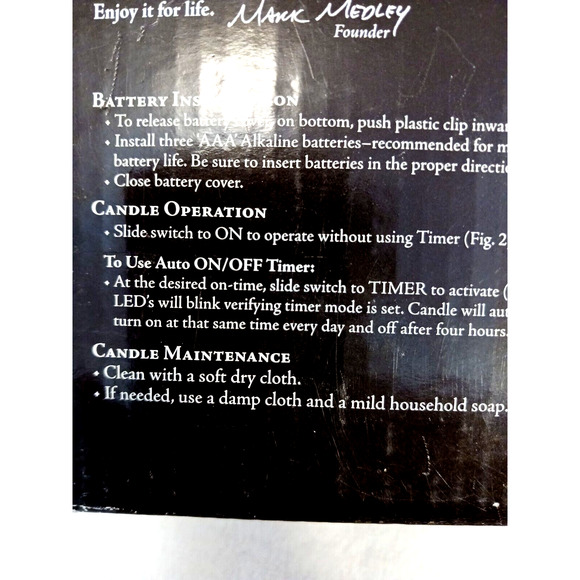 Enjoy it for life. Mark Medley
Founder
BATTERY
• To release on bottom, push plastic clip
• Install three 'AAA' Alkaline batteries–recommended for
battery life. Be sure to insert batteries in the proper
• Close battery cover.
CANDLE OPERATION
• Slide switch to ON to operate without using Timer (Fig. 2
To Use Auto ON/OFF Timer:
• At the desired on-time, slide switch to TIMER to activate (
LED's will blink verifying timer mode is set. Candle will
turn on at that same time every day and off after four hours.
CANDLE MAINTENANCE
• Clean with a soft dry cloth.
• If needed, use a damp cloth and a mild household soap.